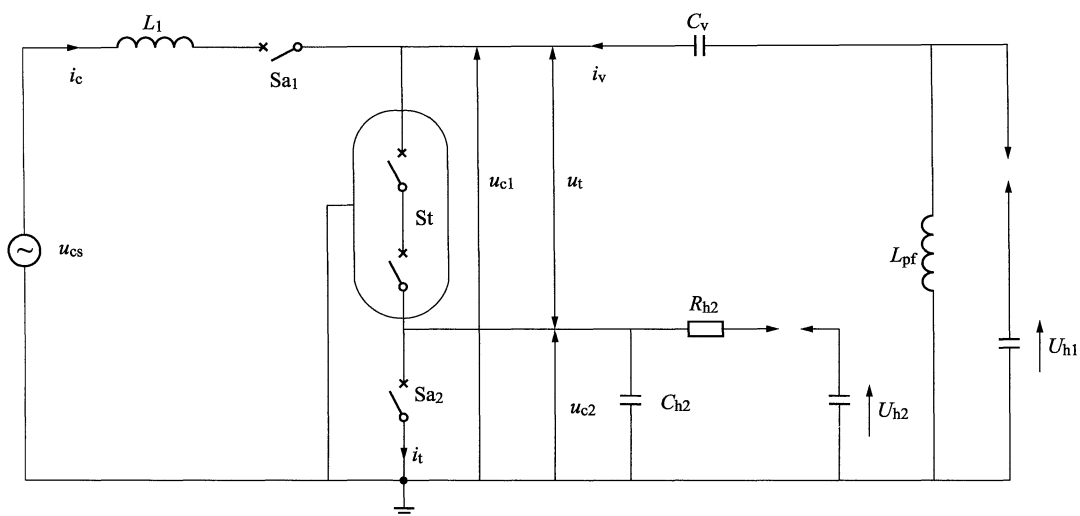 L1
ic
Sa1
Cv
iv
uc1
ut
St
ucs
Lpf
Rh2
Uh1
Sa2
uc2
Ch2
Uh2
it